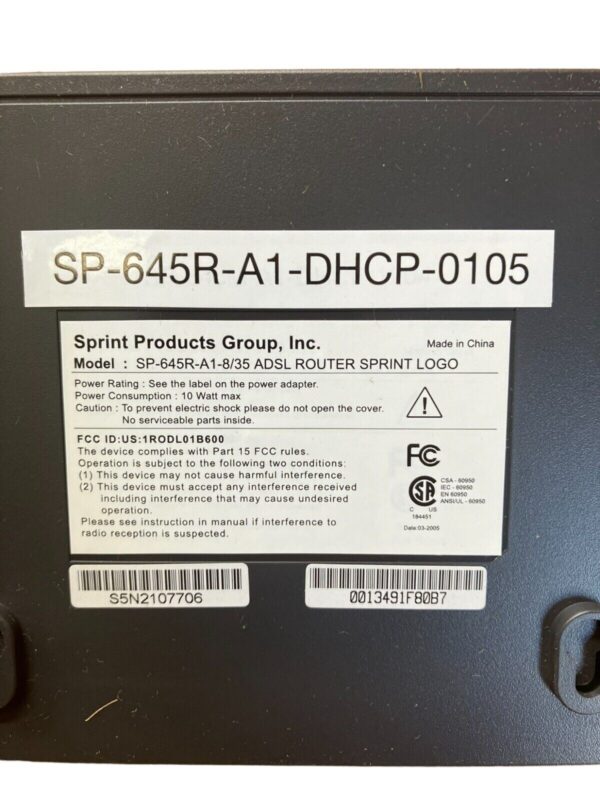 SP-645R-A1-DHCP-0105
Sprint Products Group, Inc.
Made in China
Model : SP-645R-A1-8/35 ADSL ROUTER SPRINT LOGO
Power Rating : See the label on the power adapter.
Power Consumption : 10 Watt max
Caution : To prevent electric shock please do not open the cover.
No serviceable parts inside.
FCC ID:US:1RODL01B600
The device complies with Part 15 FCC rules.
Operation is subject to the following two conditions:
(1) This device may not cause harmful interference.
(2) This device must accept any interference received
including interference that may cause undesired
operation.
Please see instruction in manual if interference to
radio reception is suspected.
FC
SA
C US
184451
CSA - 60950
IEC - 60950
EN 60950
ANSI/UL - 60950
Date:03-2005
S5N2107706
0013491F80B7